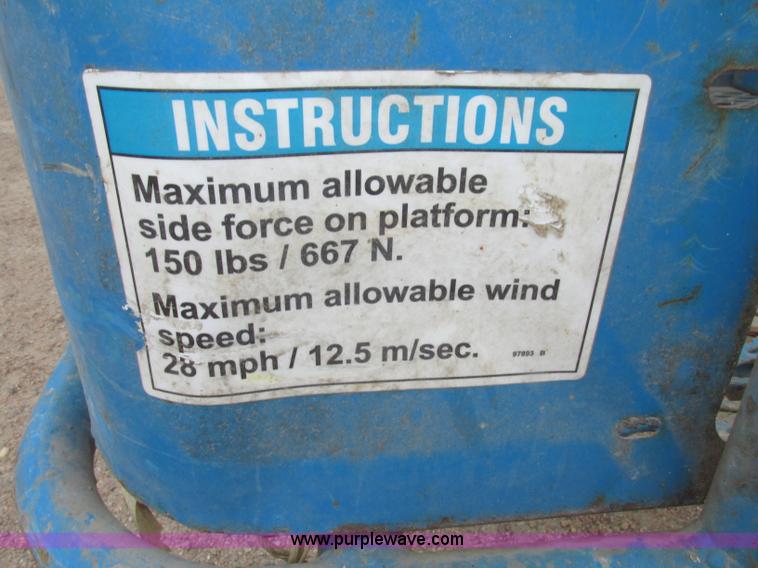 INSTRUCTIONS
Maximum allowable
side force on platform:
150 lbs / 667 N.
Maximum allowable wind
speed:
28 mph / 12.5 m/sec.
97893 B
www.purplewave.com